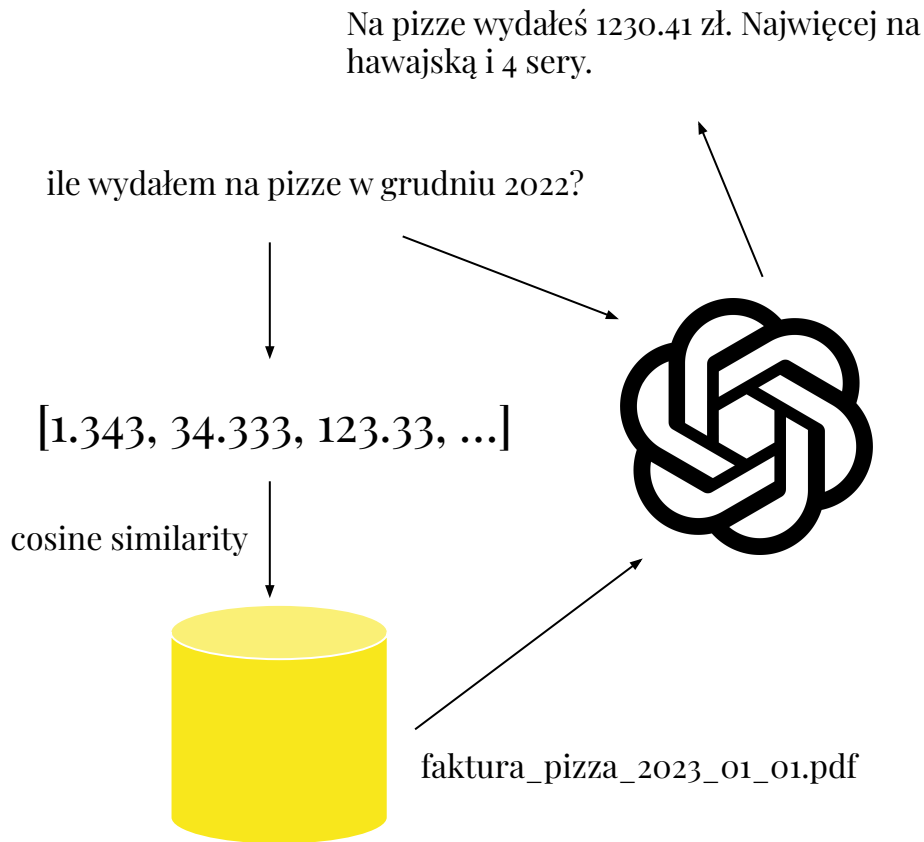 Na pizze wydałeś 1230.41 zł. Najwięcej na
hawajską i 4 sery.
ile wydałem na pizze w grudniu 2022?
[1.343, 34.333, 123.33, ...]
cosine similarity
faktura_pizza_2023_01_01.pdf